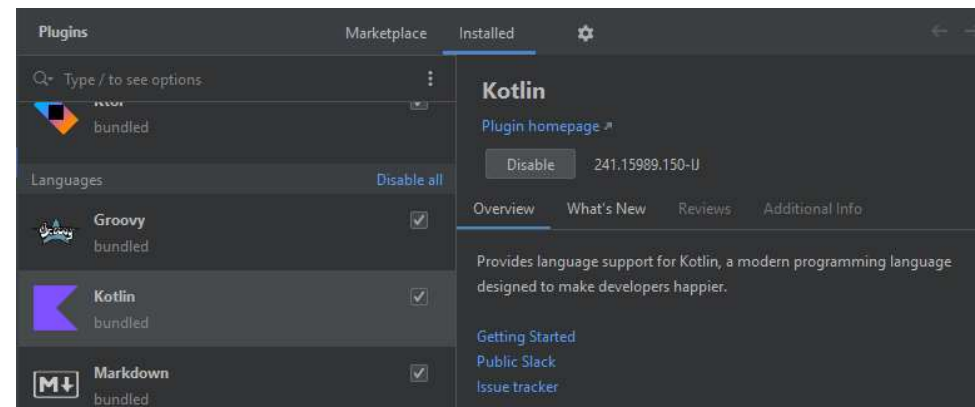 Plugins
Marketplace
Installed
Type / to see options
Ktor
bundled
Languages
Disable all
Groovy
bundled
Kotlin
bundled
M
Markdown
bundled
Kotlin
Plugin homepage ↗
Disable
241.15989.150-IJ
Overview
What's New
Reviews
Additional Info
Provides language support for Kotlin, a modern programming language
designed to make developers happier.
Getting Started
Public Slack
Issue tracker